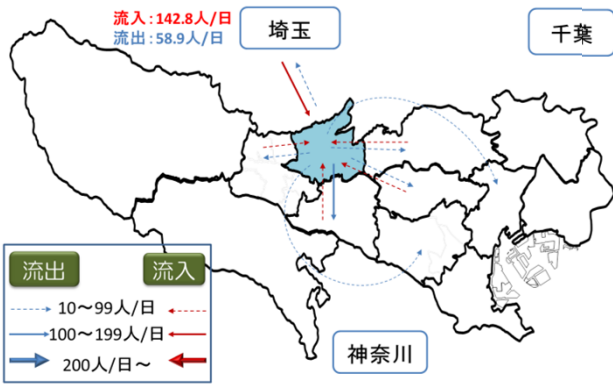 流入：142.8人/日
流出：58.9人/日
埼玉
千葉
流出
流入
10～99人/日
100～199人/日
200人/日～
神奈川